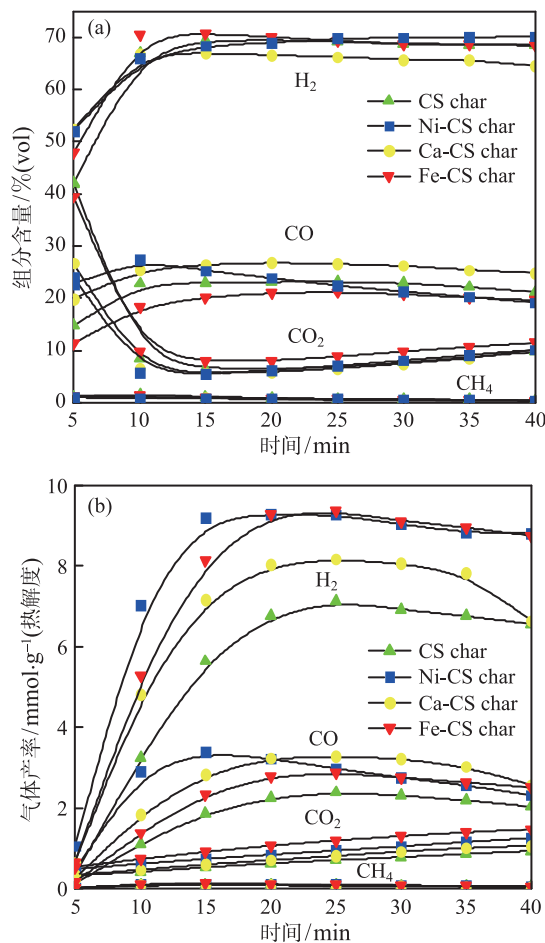 (a)
70
60
50
40
30
20
10
0
组分含量/%(vol)
H₂
CS char
Ni-CS char
Ca-CS char
Fe-CS char
CO
CO₂
CH₄
5 10 15 20 25 30 35 40
时间/min
(b)
10
8
6
4
2
0
气体产率/mmol·g⁻¹(热解度)
H₂
CS char
Ni-CS char
Ca-CS char
Fe-CS char
CO
CO₂
CH₄
5 10 15 20 25 30 35 40
时间/min